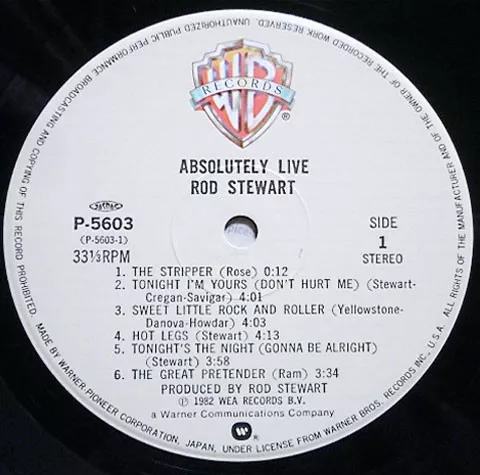 WB
RECORDS
®
ABSOLUTELY LIVE
ROD STEWART
JASRAC
P-5603
(P-5603-1)
33⅓RPM
SIDE
1
STEREO
1. THE STRIPPER (Rose) 0:12
2. TONIGHT I'M YOURS (DON'T HURT ME) (Stewart-
Cregan-Savigar) 4:01
3. SWEET LITTLE ROCK AND ROLLER (Yellowstone-
Danova-Howdar) 4:03
4. HOT LEGS (Stewart) 4:13
5. TONIGHT'S THE NIGHT (GONNA BE ALRIGHT)
(Stewart) 3:58
6. THE GREAT PRETENDER (Ram) 3:34
PRODUCED BY ROD STEWART
℗ 1982 WEA RECORDS B.V.
a Warner Communications Company
MADE BY WARNER-PIONEER CORPORATION, JAPAN, UNDER LICENSE FROM WARNER BROS. RECORDS INC., U.S.A. ALL RIGHTS OF THE MANUFACTURER AND OF THE OWNER OF THE RECORDED WORK RESERVED. UNAUTHORIZED PUBLIC PERFORMANCE BROADCASTING AND COPYING OF THIS RECORD PROHIBITED.